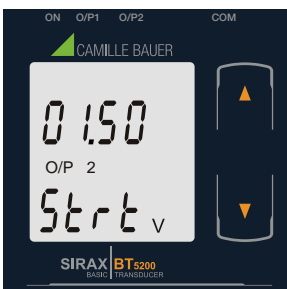 ON O/P1 O/P2 COM
CAMILLE BAUER
01.50
O/P 2
Strt V
SIRAX BT5200
BASIC TRANSDUCER